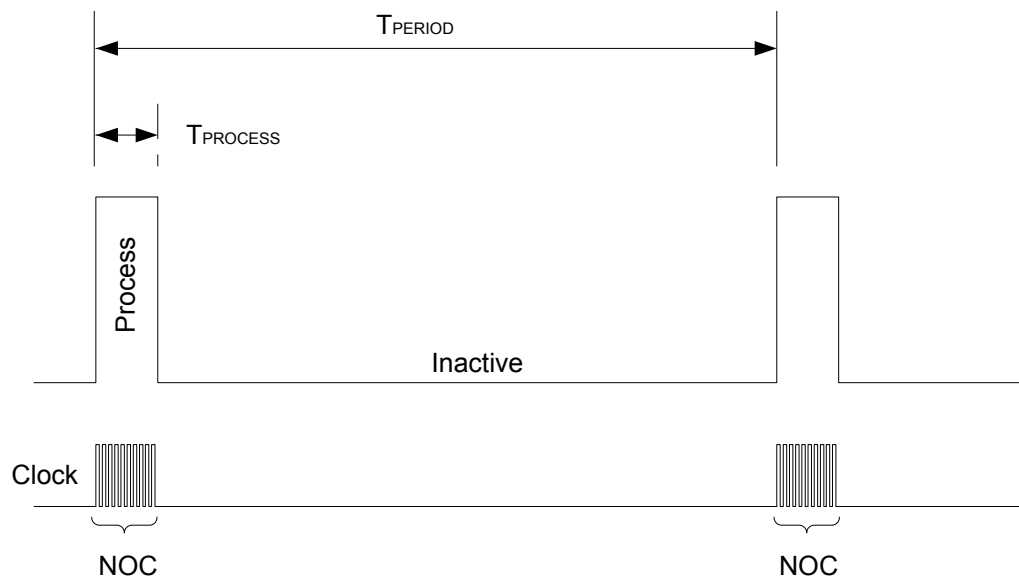 TPERIOD
TPROCESS
Process
Inactive
Clock
NOC
NOC